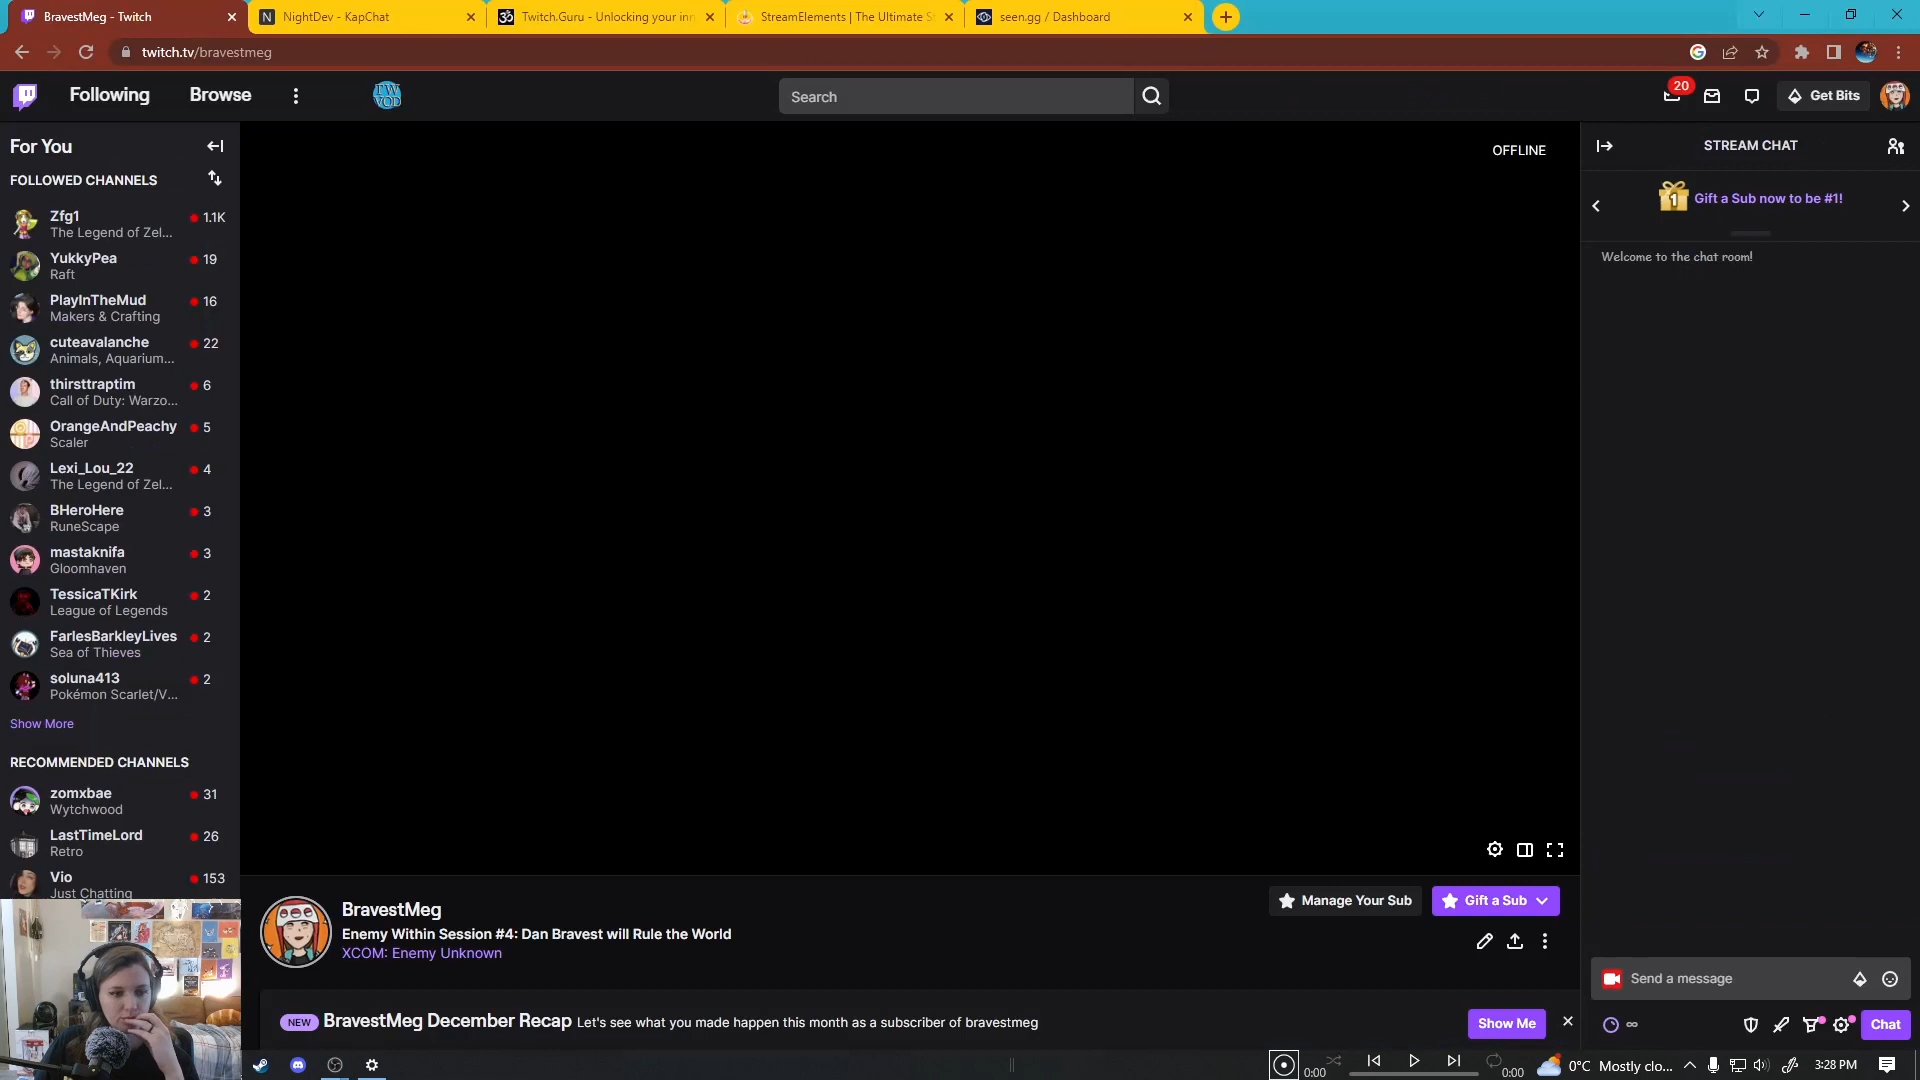 BravestMeg - Twitch
NightDev - KapChat
Twitch.Guru - Unlocking your inn
StreamElements | The Ultimate S
seen.gg / Dashboard
twitch.tv/bravestmeg
Following
Browse
TW
VOD
Search
20
Get Bits
For You
FOLLOWED CHANNELS
Zfg1
1.1K
The Legend of Zel...
YukkyPea
19
Raft
PlayInTheMud
16
Makers & Crafting
cuteavalanche
22
Animals, Aquarium...
thirsttraptim
6
Call of Duty: Warzo...
OrangeAndPeachy
5
Scaler
Lexi_Lou_22
4
The Legend of Zel...
BHeroHere
3
RuneScape
mastaknifa
3
Gloomhaven
TessicaTKirk
2
League of Legends
FarlesBarkleyLives
2
Sea of Thieves
soluna413
2
Pokémon Scarlet/V...
Show More
RECOMMENDED CHANNELS
zomxbae
31
Wytchwood
LastTimeLord
26
Retro
Vio
153
Just Chatting
OFFLINE
BravestMeg
Enemy Within Session #4: Dan Bravest will Rule the World
XCOM: Enemy Unknown
Manage Your Sub
Gift a Sub
NEW BravestMeg December Recap Let's see what you made happen this month as a subscriber of bravestmeg
Show Me
STREAM CHAT
1 Gift a Sub now to be #1!
Welcome to the chat room!
Send a message
Chat
0:00
0:00
0°C Mostly clo...
3:28 PM